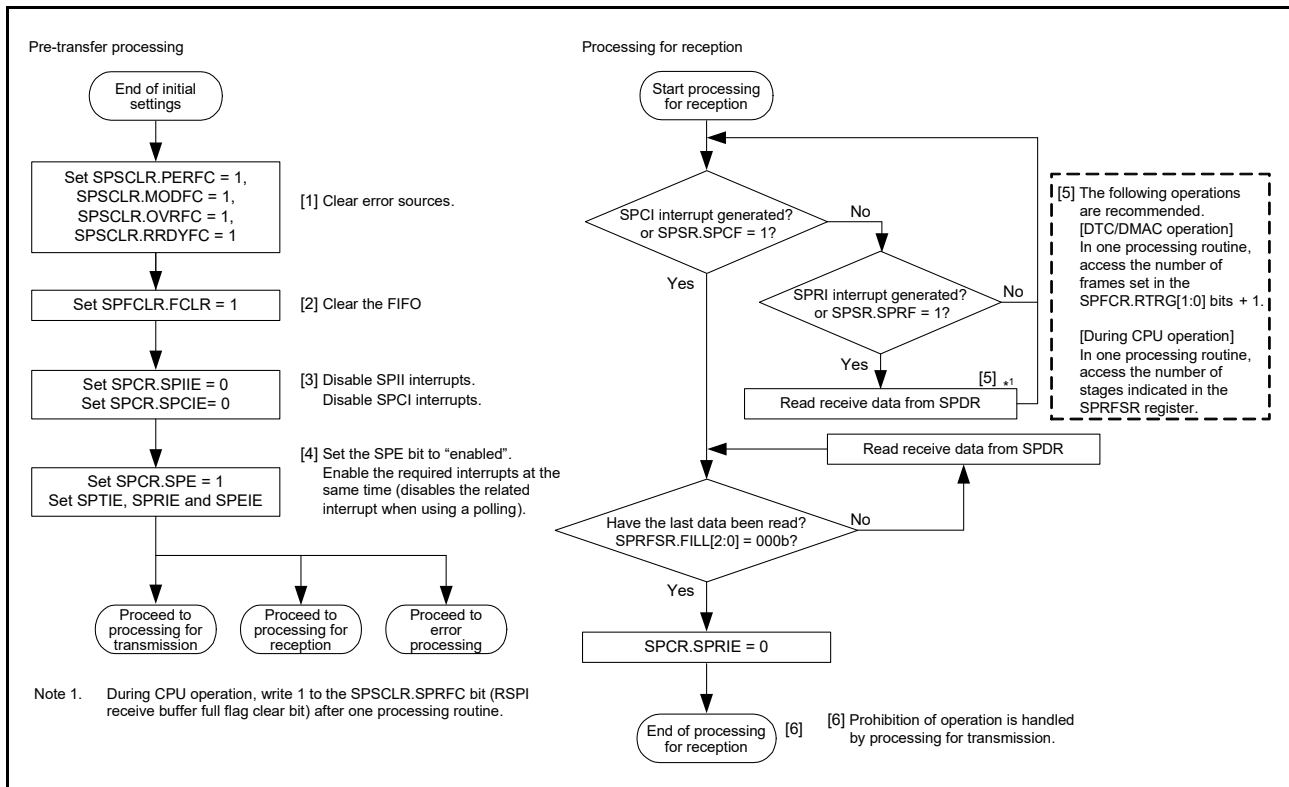 Pre-transfer processing
End of initial
settings
Set SPSCLR.PERFC = 1,
SPSCLR.MODFC = 1,
SPSCLR.OVRFC = 1,
SPSCLR.RRDYFC = 1
[1] Clear error sources.
Set SPFCLR.FCLR = 1
[2] Clear the FIFO
Set SPCR.SPIIE = 0
Set SPCR.SPCIE= 0
[3] Disable SPII interrupts.
Disable SPCI interrupts.
Set SPCR.SPE = 1
Set SPTIE, SPRIE and SPEIE
[4] Set the SPE bit to “enabled”.
Enable the required interrupts at the
same time (disables the related
interrupt when using a polling).
Proceed to
processing for
transmission
Proceed to
processing for
reception
Proceed to
error
processing
Note 1. During CPU operation, write 1 to the SPSCLR.SPRFC bit (RSPI
receive buffer full flag clear bit) after one processing routine.
Processing for reception
Start processing
for reception
SPCI interrupt generated?
or SPSR.SPCF = 1?
No
Yes
SPRI interrupt generated?
or SPSR.SPRF = 1?
No
Yes
[5] *1
Read receive data from SPDR
[5] The following operations
are recommended.
[DTC/DMAC operation]
In one processing routine,
access the number of
frames set in the
SPFCR.RTRG[1:0] bits + 1.
[During CPU operation]
In one processing routine,
access the number of
stages indicated in the
SPRFSR register.
Read receive data from SPDR
Have the last data been read?
SPRFSR.FILL[2:0] = 000b?
No
Yes
SPCR.SPRIE = 0
End of processing
for reception
[6]
[6] Prohibition of operation is handled
by processing for transmission.